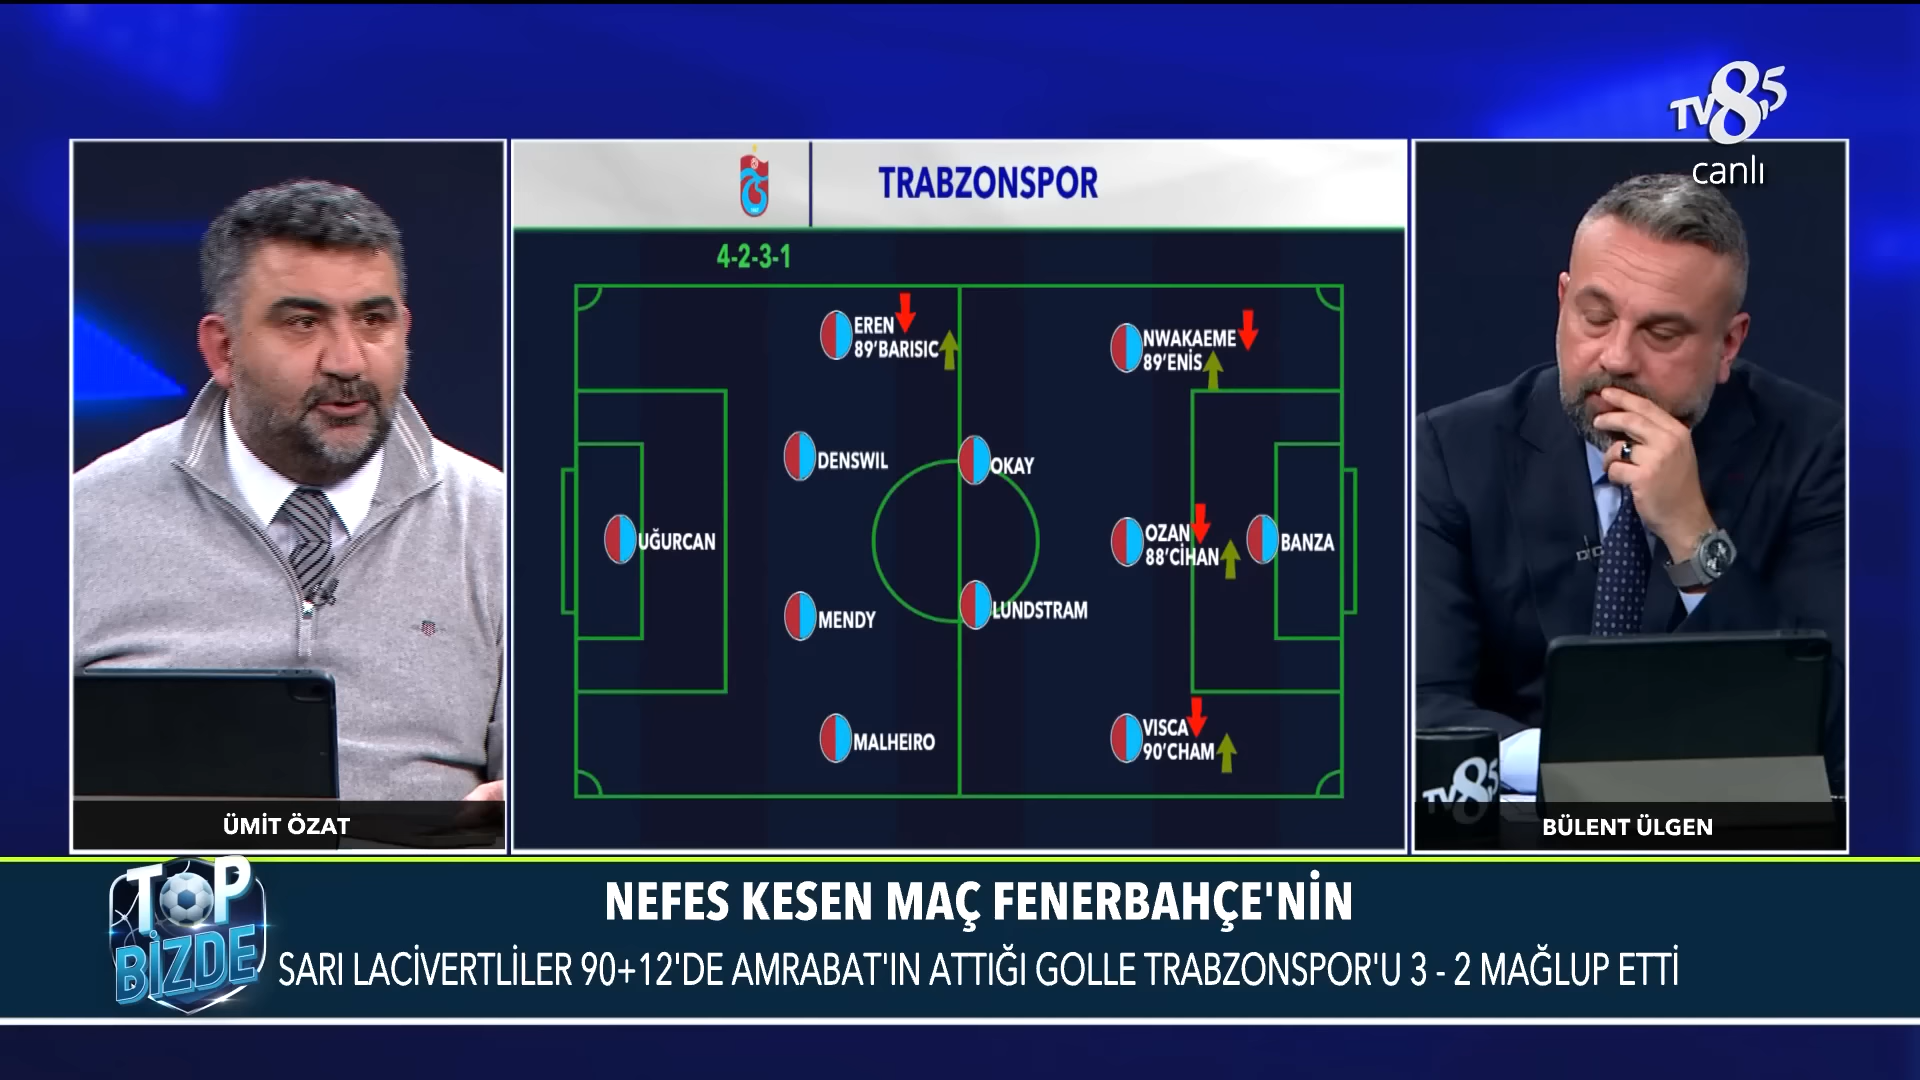 TV8,5
canlı
TRABZONSPOR
4-2-3-1
EREN
89'BARISIC
NWAKAEME
89'ENİS
DENSWIL
OKAY
UĞURCAN
OZAN
88'CİHAN
BANZA
MENDY
LUNDSTRAM
MALHEIRO
VISCA
90'CHAM
TV8,5
ÜMİT ÖZAT
BÜLENT ÜLGEN
TOP
BİZDE
NEFES KESEN MAÇ FENERBAHÇE'NİN
SARI LACİVERTLİLER 90+12'DE AMRABAT'IN ATTIĞI GOLLE TRABZONSPOR'U 3 - 2 MAĞLUP ETTİ